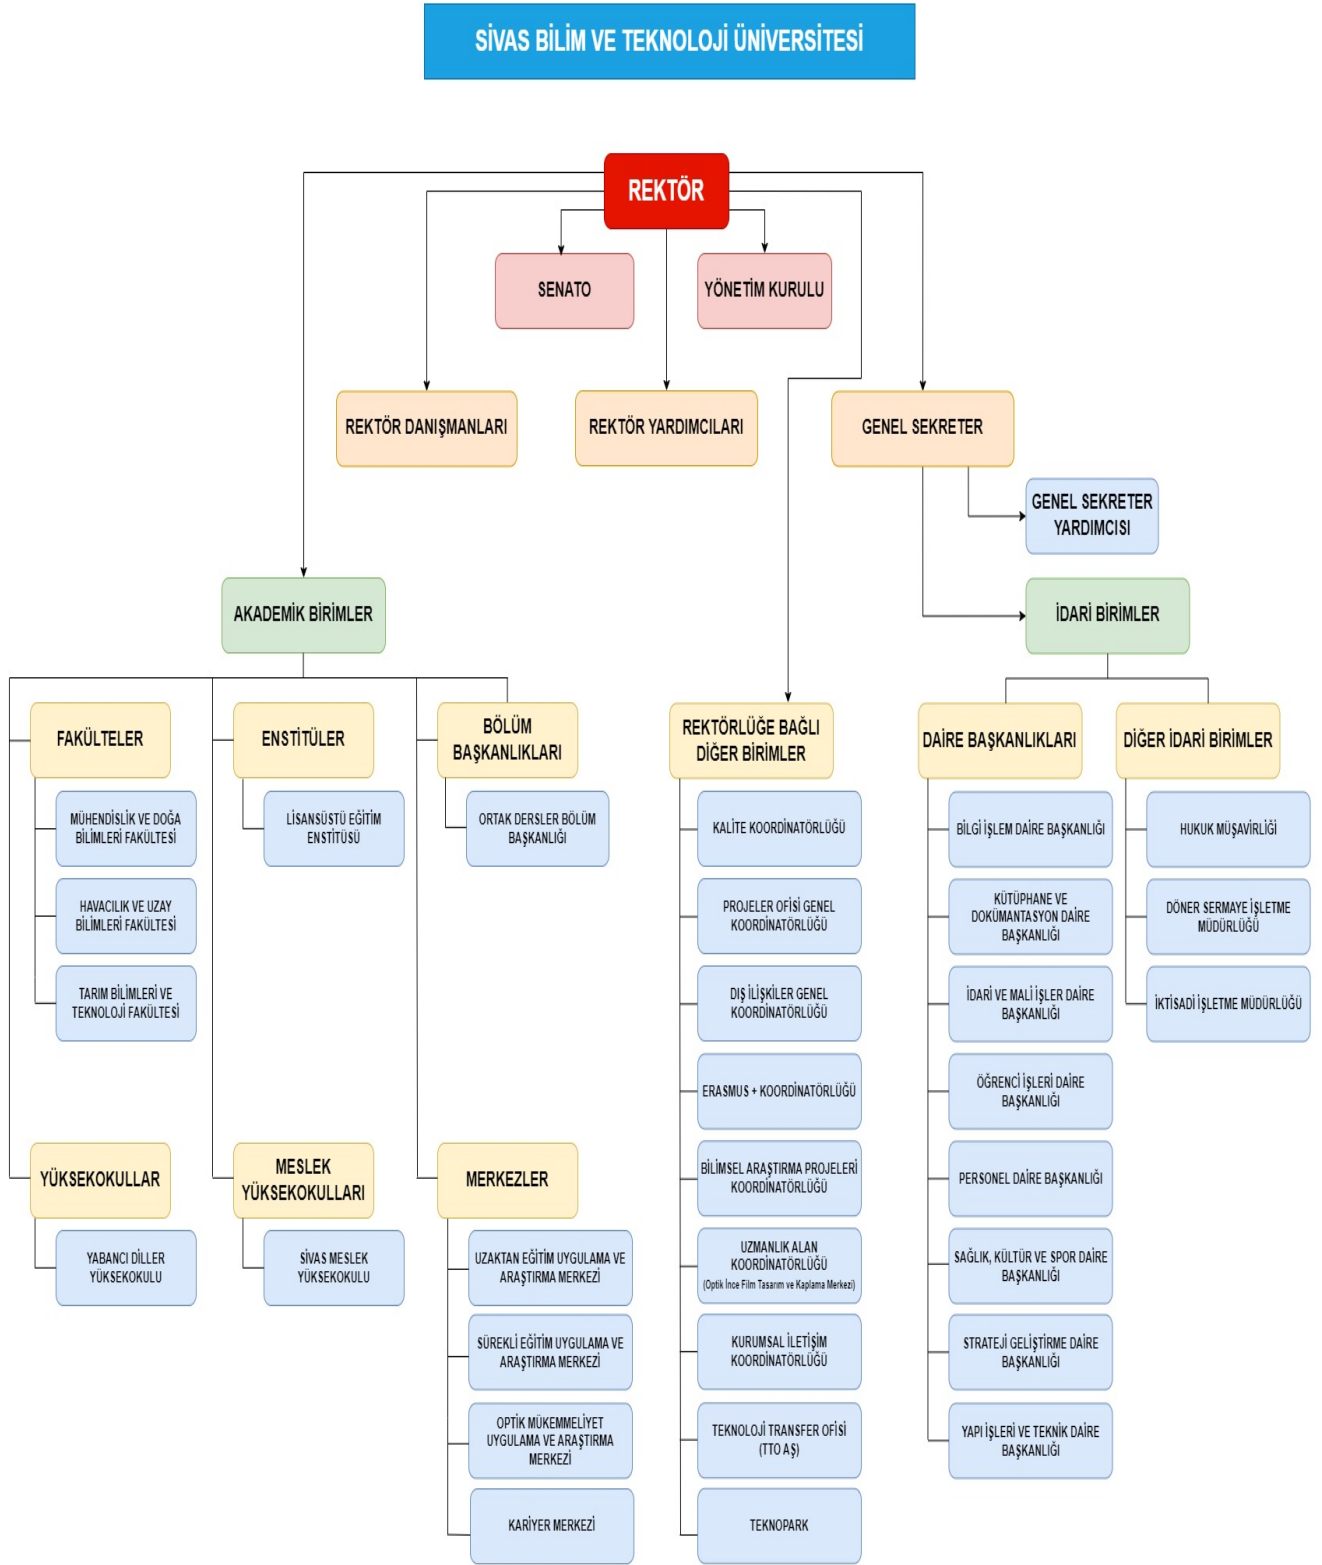 SİVAS BİLİM VE TEKNOLOJİ ÜNİVERSİTESİ
REKTÖR
SENATO
YÖNETİM KURULU
REKTÖR DANIŞMANLARI
REKTÖR YARDIMCILARI
GENEL SEKRETER
GENEL SEKRETER
YARDIMCISI
AKADEMİK BİRİMLER
İDARİ BİRİMLER
FAKÜLTELER
MÜHENDİSLİK VE DOĞA
BİLİMLERİ FAKÜLTESİ
HAVACILIK VE UZAY
BİLİMLERİ FAKÜLTESİ
TARIM BİLİMLERİ VE
TEKNOLOJİ FAKÜLTESİ
ENSTİTÜLER
LİSANSÜSTÜ EĞİTİM
ENSTİTÜSÜ
BÖLÜM
BAŞKANLIKLARI
ORTAK DERSLER BÖLÜM
BAŞKANLIĞI
YÜKSEKOKULLAR
YABANCI DİLLER
YÜKSEKOKULU
MESLEK
YÜKSEKOKULLARI
SİVAS MESLEK
YÜKSEKOKULU
MERKEZLER
UZAKTAN EĞİTİM UYGULAMA VE
ARAŞTIRMA MERKEZİ
SÜREKLİ EĞİTİM UYGULAMA VE
ARAŞTIRMA MERKEZİ
OPTİK MÜKEMMELİYET
UYGULAMA VE ARAŞTIRMA
MERKEZİ
KARİYER MERKEZİ
REKTÖRLÜĞE BAĞLI
DİĞER BİRİMLER
KALİTE KOORDİNATÖRLÜĞÜ
PROJELER OFİSİ GENEL
KOORDİNATÖRLÜĞÜ
DIŞ İLİŞKİLER GENEL
KOORDİNATÖRLÜĞÜ
ERASMUS + KOORDİNATÖRLÜĞÜ
BİLİMSEL ARAŞTIRMA PROJELERİ
KOORDİNATÖRLÜĞÜ
UZMANLIK ALAN
KOORDİNATÖRLÜĞÜ
(Optik İnce Film Tasarım ve Kaplama Merkezi)
KURUMSAL İLETİŞİM
KOORDİNATÖRLÜĞÜ
TEKNOLOJİ TRANSFER OFİSİ
(TTO AŞ)
TEKNOPARK
DAİRE BAŞKANLIKLARI
BİLGİ İŞLEM DAİRE BAŞKANLIĞI
KÜTÜPHANE VE
DOKÜMANTASYON DAİRE
BAŞKANLIĞI
İDARİ VE MALİ İŞLER DAİRE
BAŞKANLIĞI
ÖĞRENCİ İŞLERİ DAİRE
BAŞKANLIĞI
PERSONEL DAİRE BAŞKANLIĞI
SAĞLIK, KÜLTÜR VE SPOR DAİRE
BAŞKANLIĞI
STRATEJİ GELİŞTİRME DAİRE
BAŞKANLIĞI
YAPI İŞLERİ VE TEKNİK DAİRE
BAŞKANLIĞI
DİĞER İDARİ BİRİMLER
HUKUK MÜŞAVİRLİĞİ
DÖNER SERMAYE İŞLETME
MÜDÜRLÜĞÜ
İKTİSADİ İŞLETME MÜDÜRLÜĞÜ